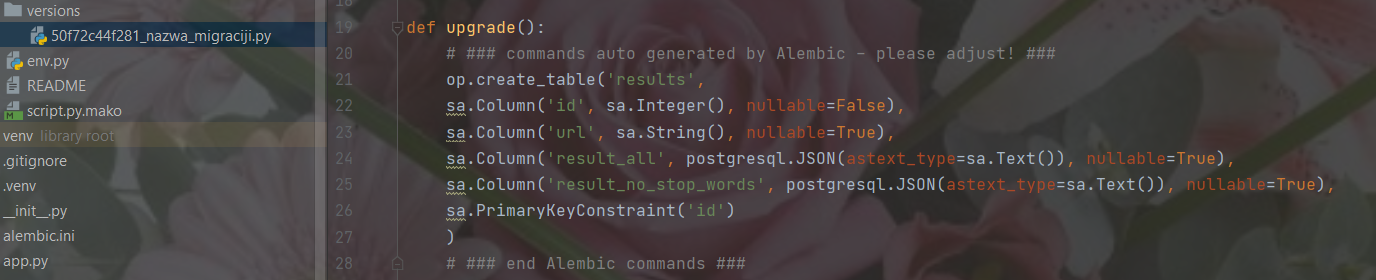 versions
50f72c44f281_nazwa_migraciji.py
env.py
README
script.py.mako
venv library root
.gitignore
.venv
__init__.py
alembic.ini
app.py
19 def upgrade():
20 # ### commands auto generated by Alembic - please adjust! ###
21 op.create_table('results',
22 sa.Column('id', sa.Integer(), nullable=False),
23 sa.Column('url', sa.String(), nullable=True),
24 sa.Column('result_all', postgresql.JSON(astext_type=sa.Text()), nullable=True),
25 sa.Column('result_no_stop_words', postgresql.JSON(astext_type=sa.Text()), nullable=True),
26 sa.PrimaryKeyConstraint('id')
27 )
28 # ### end Alembic commands ###